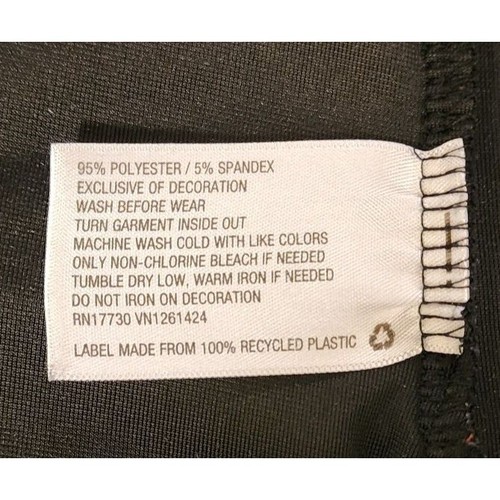 95% POLYESTER / 5% SPANDEX
EXCLUSIVE OF DECORATION
WASH BEFORE WEAR
TURN GARMENT INSIDE OUT
MACHINE WASH COLD WITH LIKE COLORS
ONLY NON-CHLORINE BLEACH IF NEEDED
TUMBLE DRY LOW, WARM IRON IF NEEDED
DO NOT IRON ON DECORATION
RN17730 VN1261424
LABEL MADE FROM 100% RECYCLED PLASTIC